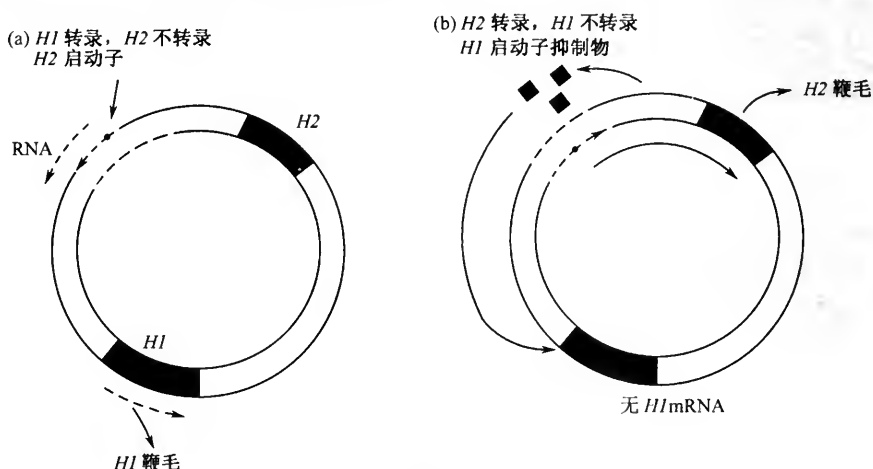 (a) H1 转录，H2 不转录
H2 启动子
RNA
H2
H1
H1 鞭毛
(b) H2 转录，H1 不转录
H1 启动子抑制物
H2 鞭毛
无 H1mRNA